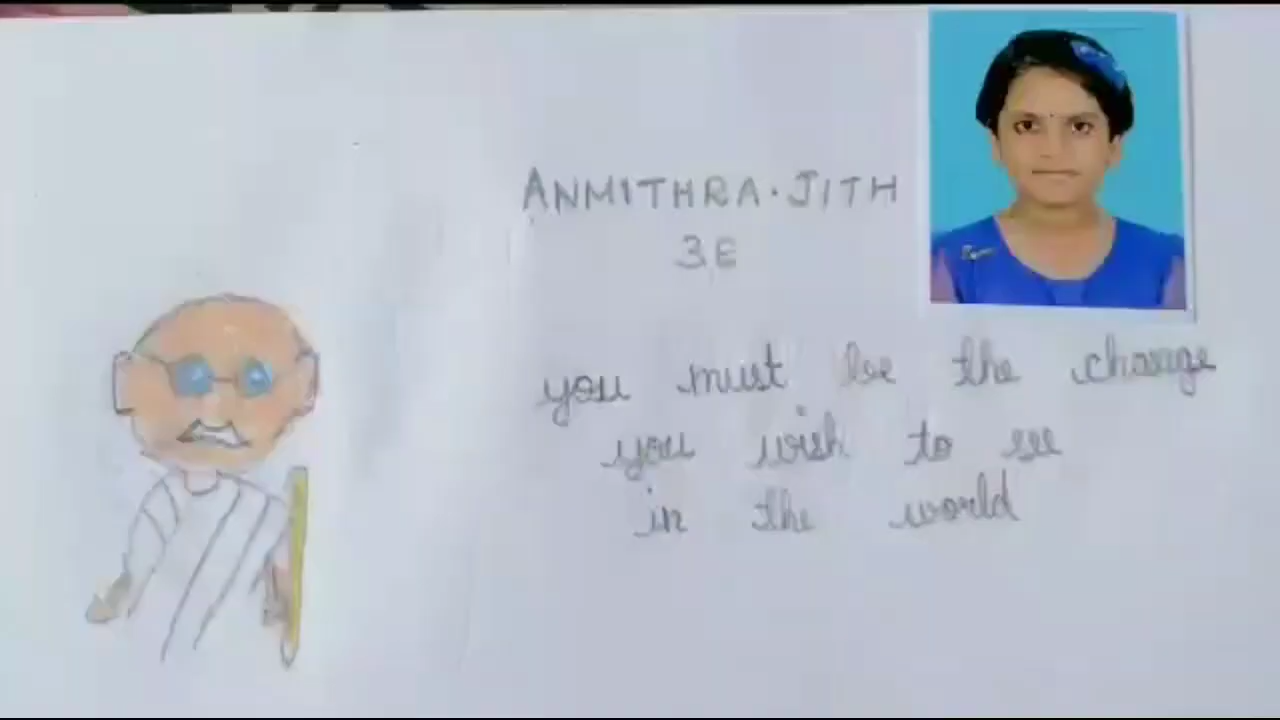 ANMITHRA.JITH
3E
you must be the change
you wish to see
in the world